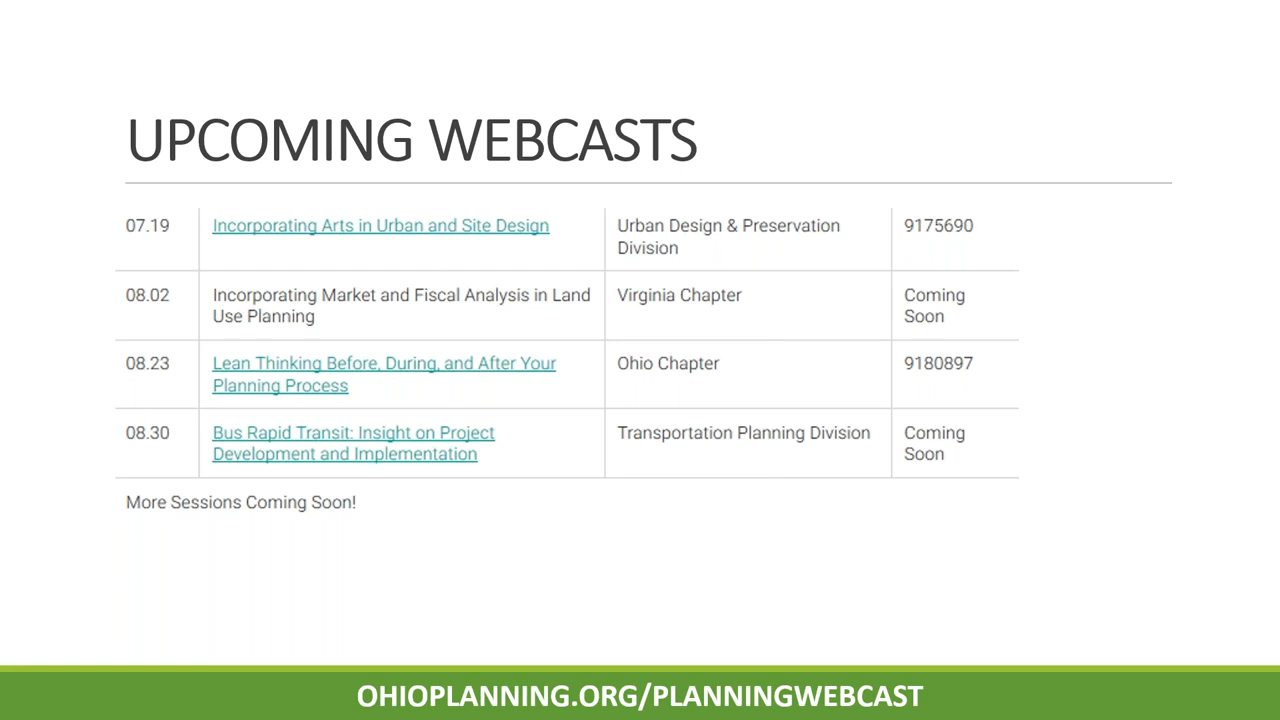 UPCOMING WEBCASTS
07.19 Incorporating Arts in Urban and Site Design Urban Design & Preservation 9175690
Division
08.02 Incorporating Market and Fiscal Analysis in Land Virginia Chapter Coming
Use Planning Soon
08.23 Lean Thinking Before, During, and After Your Ohio Chapter 9180897
Planning Process
08.30 Bus Rapid Transit: Insight on Project Transportation Planning Division Coming
Development and Implementation Soon
More Sessions Coming Soon!
OHIOPLANNING.ORG/PLANNINGWEBCAST